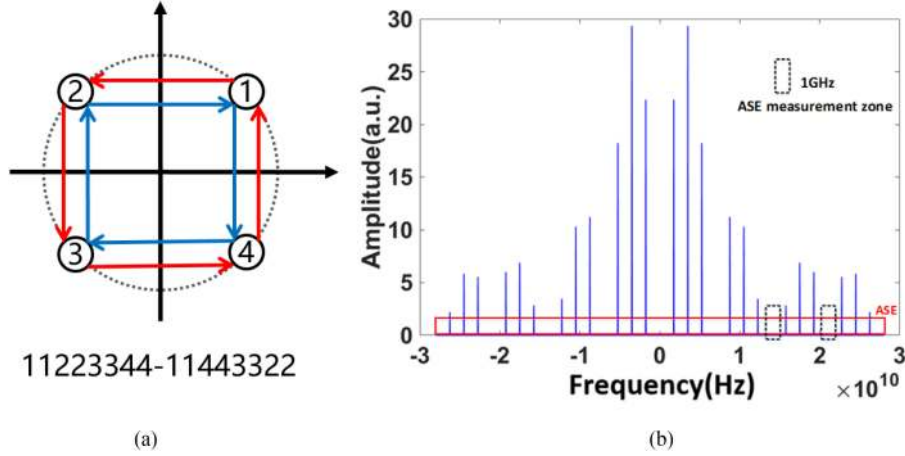 2
1
3
4
11223344-11443322
(a)
30
25
20
15
10
5
0
Amplitude(a.u.)
1GHz
ASE measurement zone
ASE
-3 -2 -1 0 1 2 3
Frequency(Hz) ×10^10
(b)